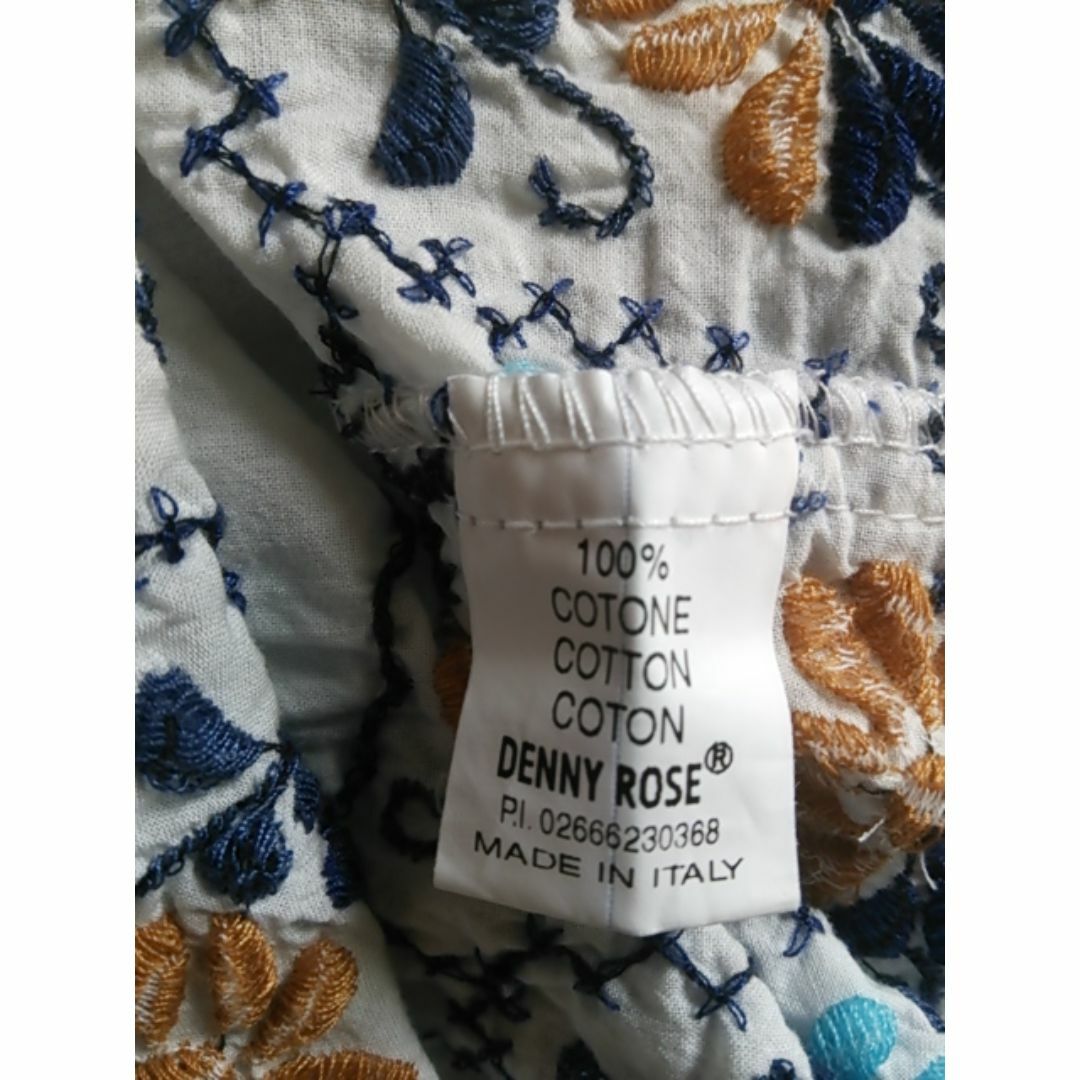 100%
COTONE
COTTON
COTON
DENNY ROSE®
P.I. 02666230368
MADE IN ITALY